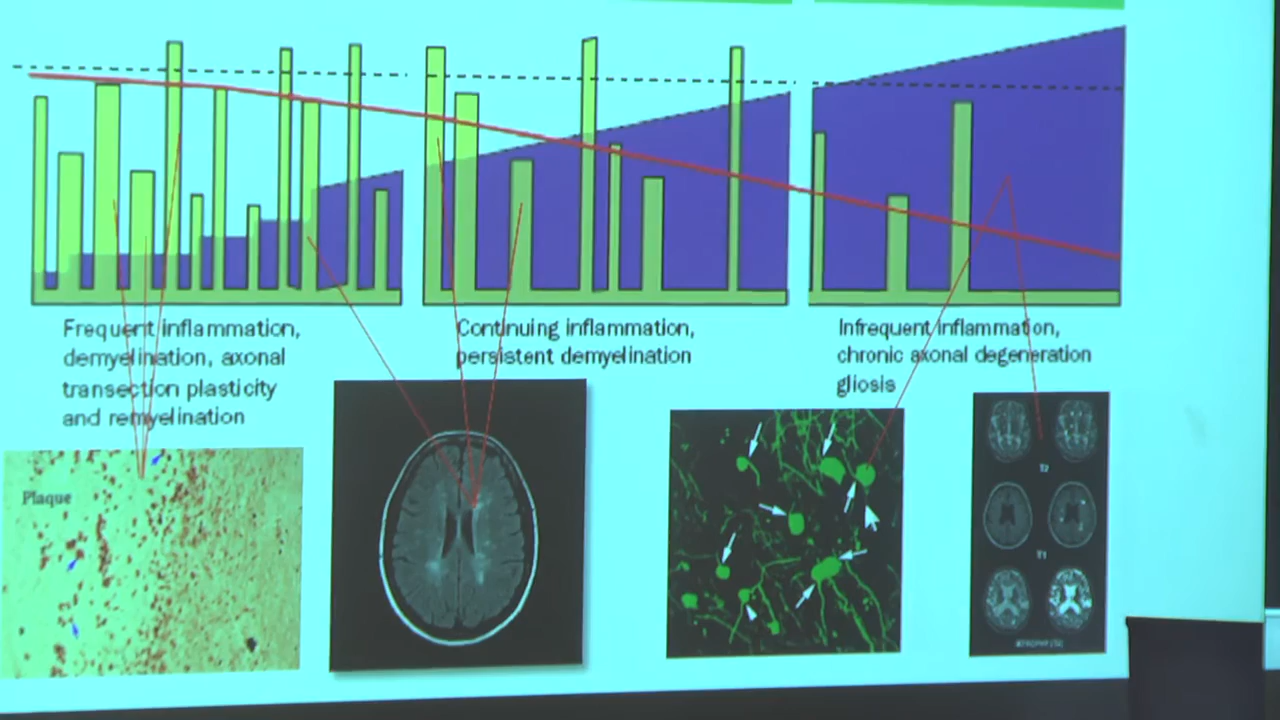 Frequent inflammation,
demyelination, axonal
transection plasticity
and remyelination
Continuing inflammation,
persistent demyelination
Infrequent inflammation,
chronic axonal degeneration
gliosis
Plaque
T2
T1